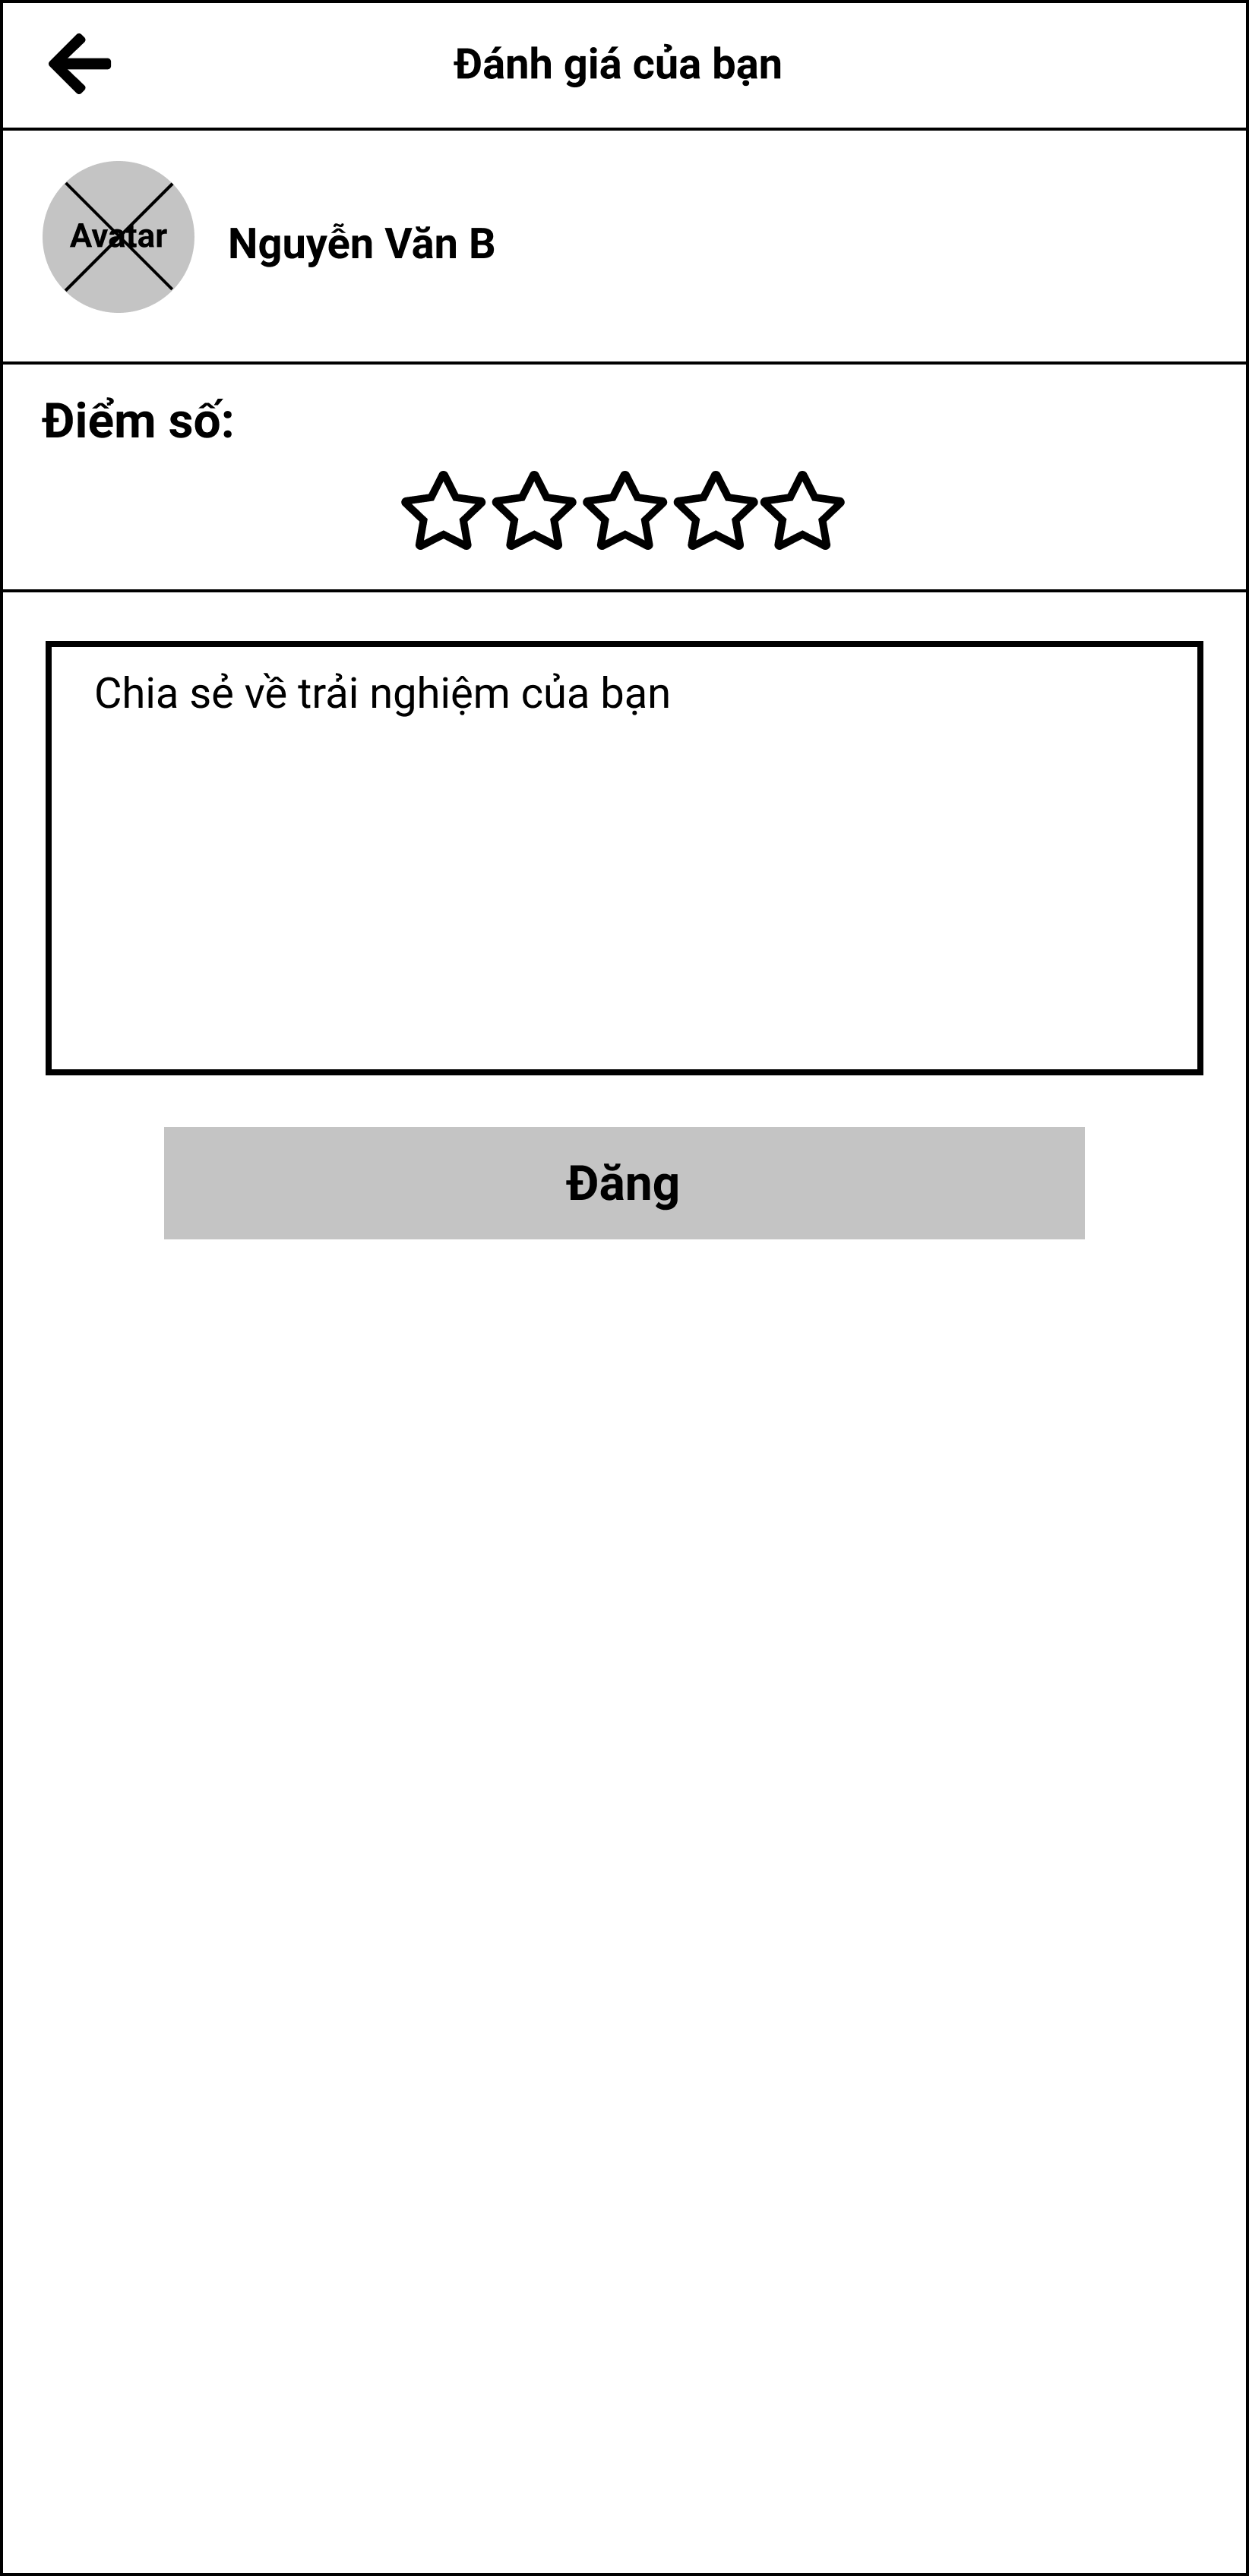 Đánh giá của bạn
Avatar
Nguyễn Văn B
Điểm số:
Chia sẻ về trải nghiệm của bạn
Đăng